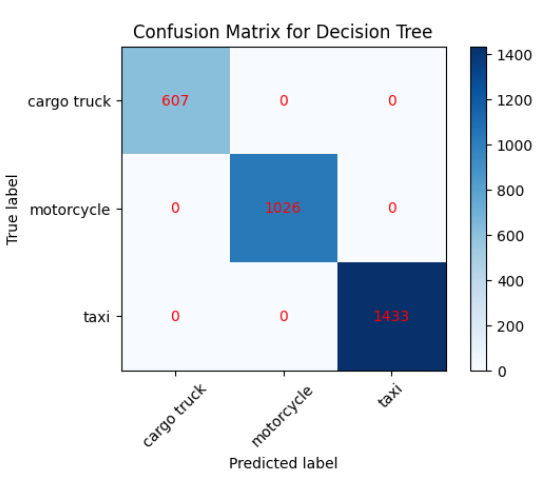 Confusion Matrix for Decision Tree
True label
cargo truck 607 0 0
motorcycle 0 1026 0
taxi 0 0 1433
cargo truck motorcycle taxi
Predicted label
1400
1200
1000
800
600
400
200
0